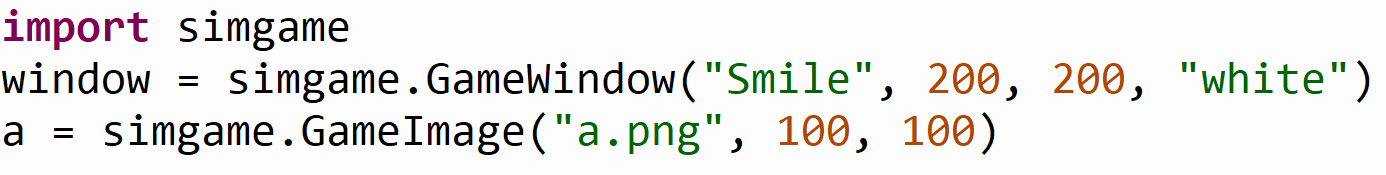 import simgame
window = simgame.GameWindow("Smile", 200, 200, "white")
a = simgame.GameImage("a.png", 100, 100)